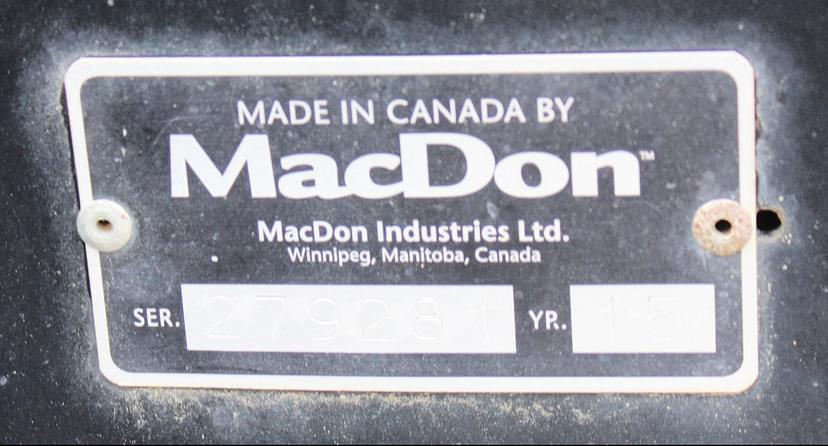 MADE IN CANADA BY
MacDon™
MacDon Industries Ltd.
Winnipeg, Manitoba, Canada
SER. 279281 YR. 15